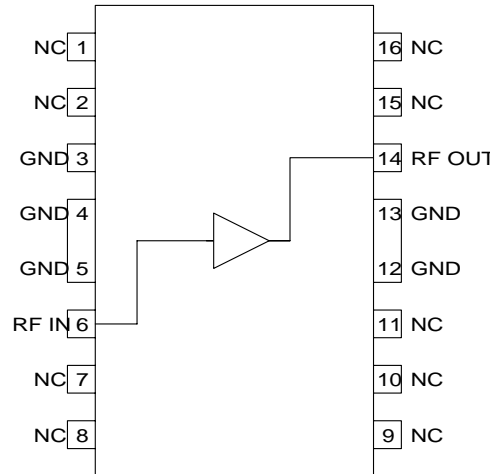 NC 1 16 NC
NC 2 15 NC
GND 3 14 RF OUT
GND 4 13 GND
GND 5 12 GND
RF IN 6 11 NC
NC 7 10 NC
NC 8 9 NC